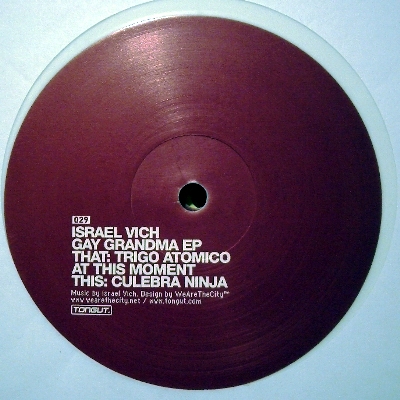 029
ISRAEL VICH
GAY GRANDMA EP
THAT: TRIGO ATOMICO
AT THIS MOMENT
THIS: CULEBRA NINJA
Music by Israel Vich. Design by WeAreTheCity™
www.wearethecity.net / www.tongut.com
TONGUT.